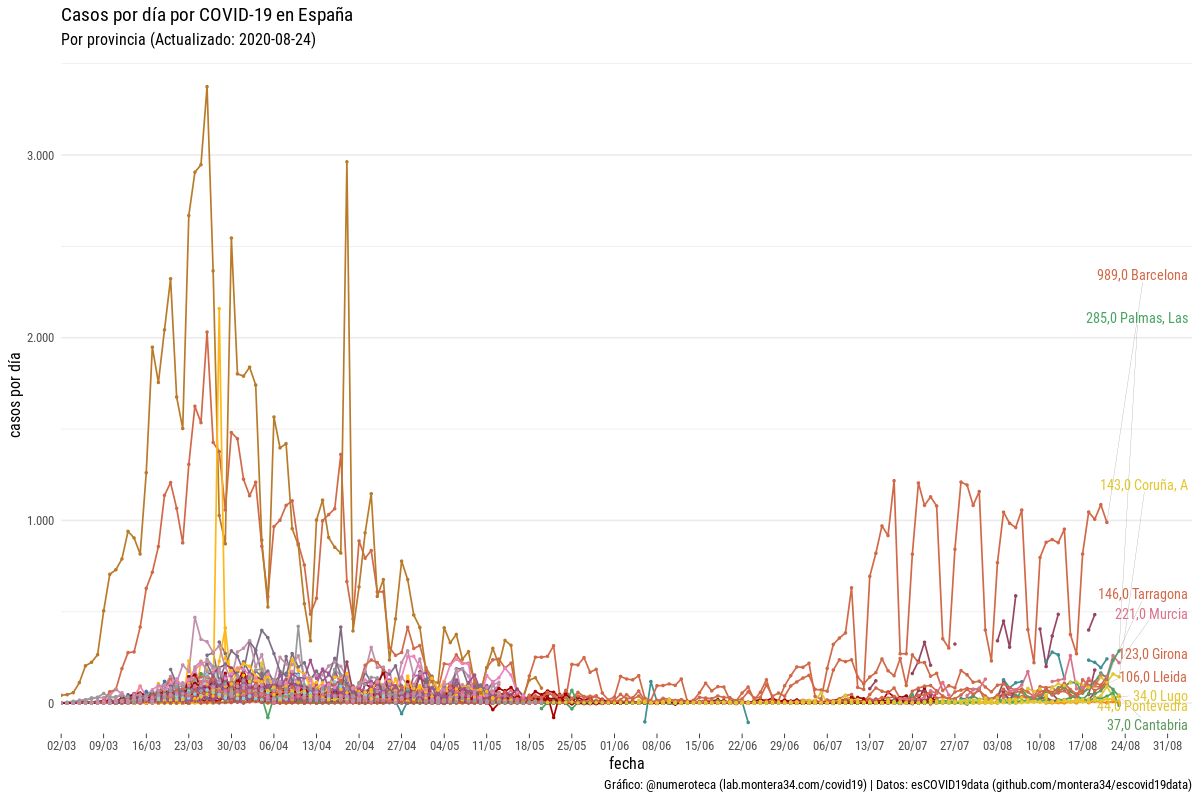 Casos por día por COVID-19 en España
Por provincia (Actualizado: 2020-08-24)
casos por día
3.000
2.000
1.000
0
989,0 Barcelona
285,0 Palmas, Las
143,0 Coruña, A
146,0 Tarragona
221,0 Murcia
123,0 Girona
106,0 Lleida
34,0 Lugo
44,0 Pontevedra
37,0 Cantabria
02/03 09/03 16/03 23/03 30/03 06/04 13/04 20/04 27/04 04/05 11/05 18/05 25/05 01/06 08/06 15/06 22/06 29/06 06/07 13/07 20/07 27/07 03/08 10/08 17/08 24/08 31/08
fecha
Gráfico: @numeroteca (lab.montera34.com/covid19) | Datos: esCOVID19data (github.com/montera34/escovid19data)